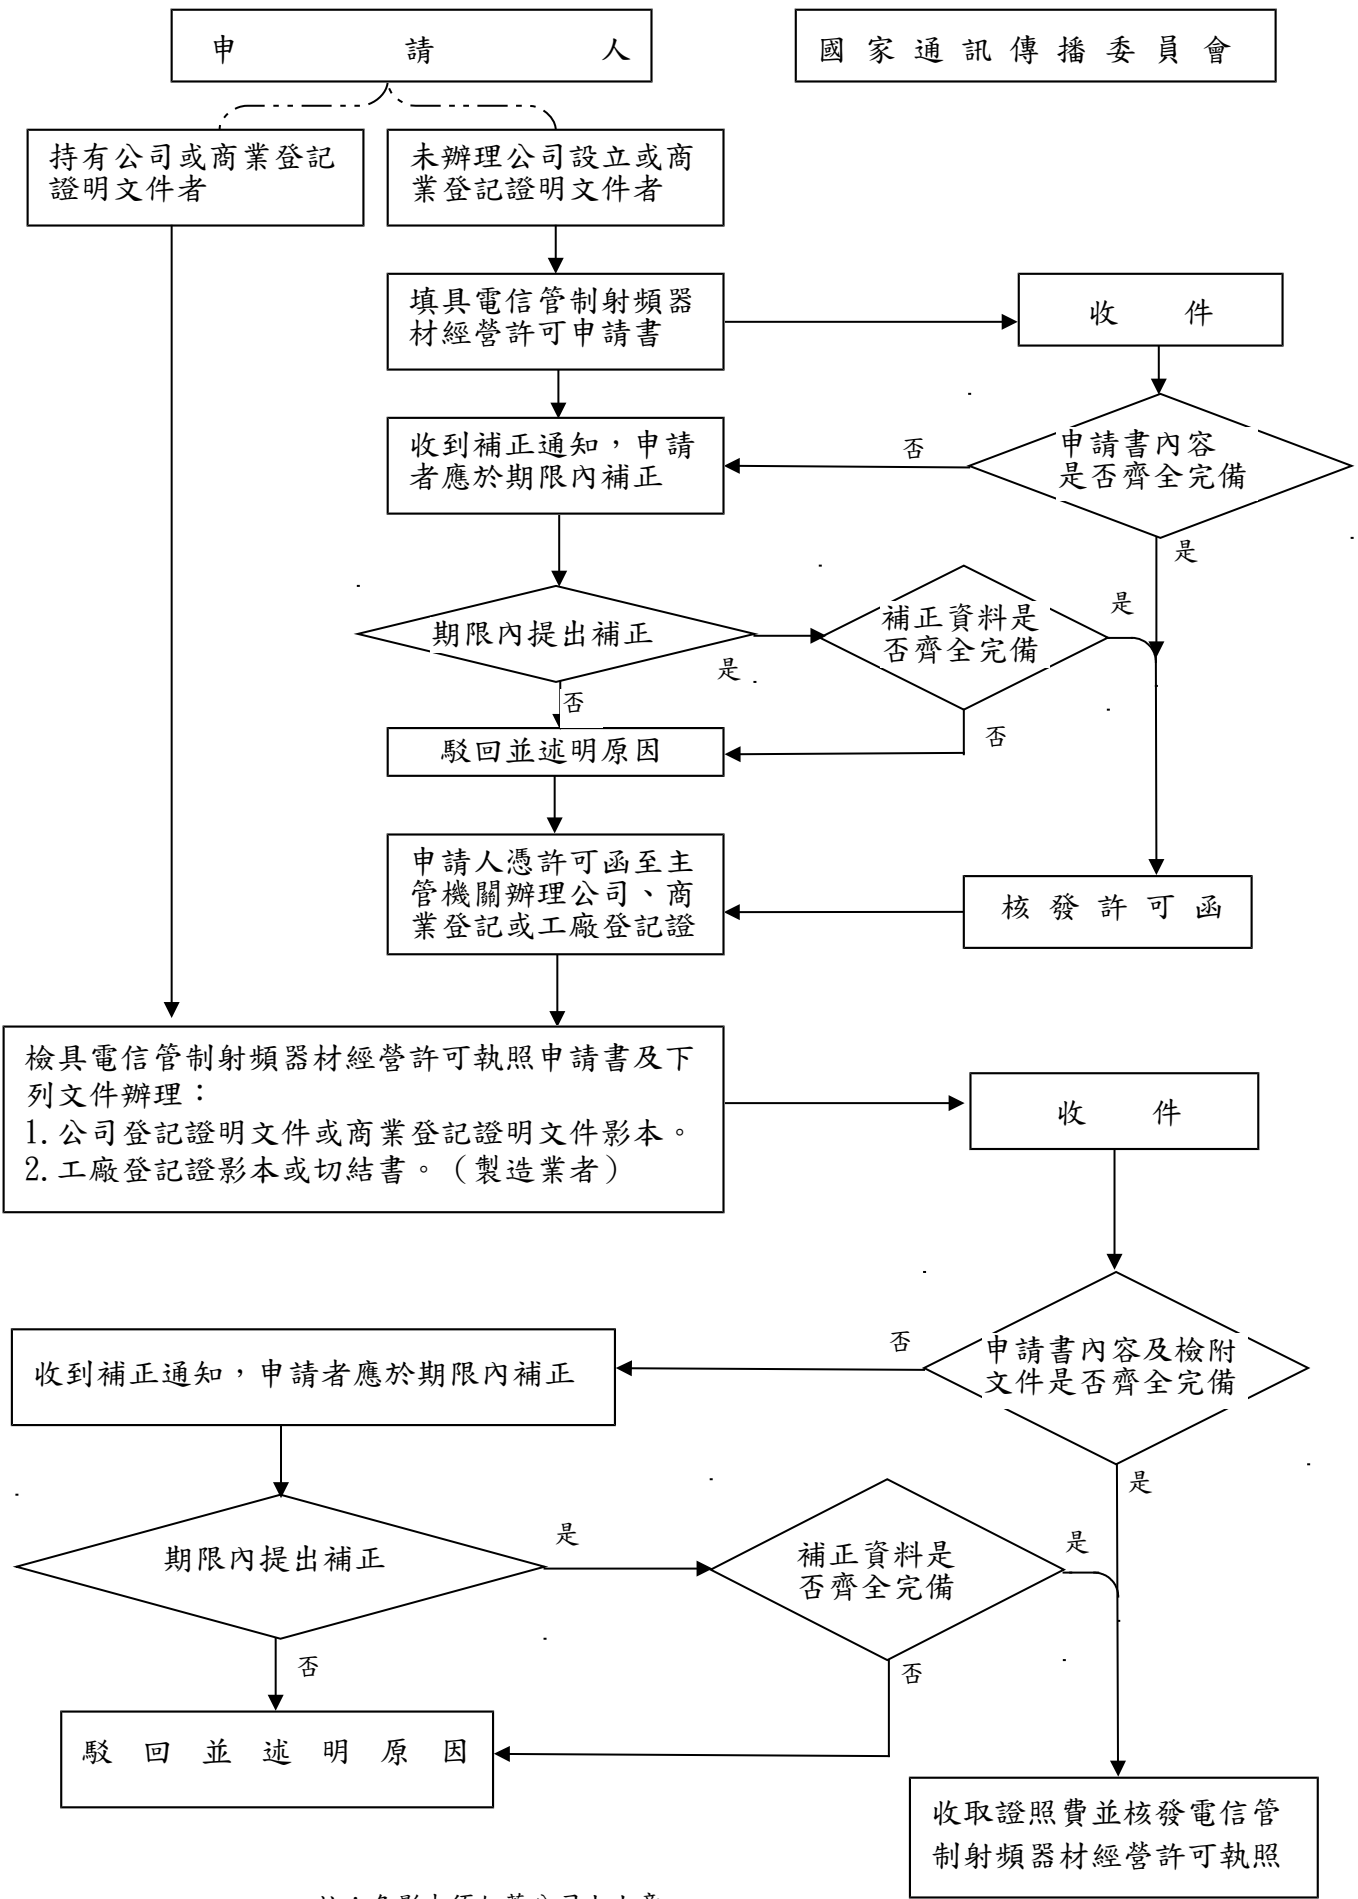 申請人
國家通訊傳播委員會
持有公司或商業登記
證明文件者
未辦理公司設立或商
業登記證明文件者
填具電信管制射頻器
材經營許可申請書
收件
收到補正通知，申請
者應於期限內補正
否
申請書內容
是否齊全完備
是
期限內提出補正
是
補正資料是
否齊全完備
是
否
否
駁回並述明原因
申請人憑許可函至主
管機關辦理公司、商
業登記或工廠登記證
核發許可函
檢具電信管制射頻器材經營許可執照申請書及下
列文件辦理：
1.公司登記證明文件或商業登記證明文件影本。
2.工廠登記證影本或切結書。（製造業者）
收件
否
申請書內容及檢附
文件是否齊全完備
收到補正通知，申請者應於期限內補正
是
期限內提出補正
是
補正資料是
否齊全完備
是
否
否
駁回並述明原因
收取證照費並核發電信管
制射頻器材經營許可執照